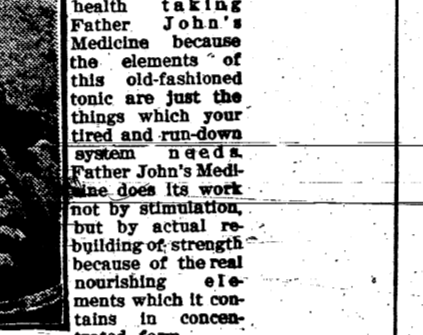 health taking
Father John's
Medicine because
the elements of
this old-fashioned
tonic are just the
things which your
tired and run-down
system needs.
Father John's Medi-
cine does its work
not by stimulation,
but by actual re-
building of strength
because of the real
nourishing ele-
ments which it con-
tains in concen-
trated form